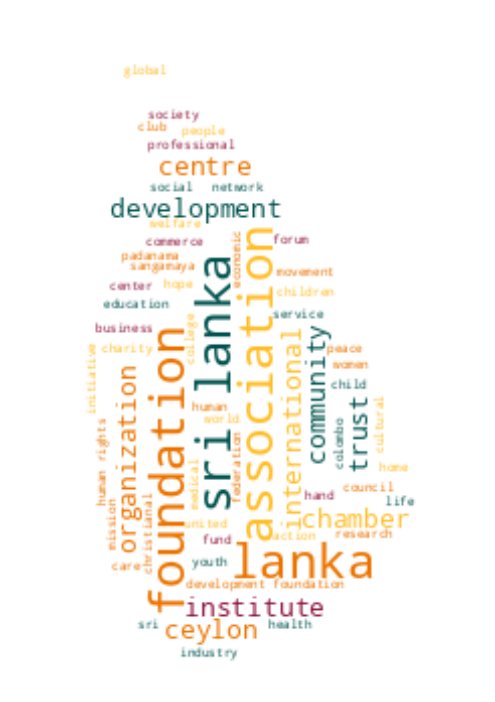 global
society
club
people
professional
centre
social
network
development
welfare
commerce
economic
forum
padanama
sangamaya
movement
center
hope
children
education
sri lanka
association
service
business
foundation
college
international
community
initiative
charity
peace
women
organization
child
human
world
trust
cultural
colombo
human rights
federation
medical
home
mission
christianal
hand
council
life
united
chamber
fund
action
research
care
youth
lanka
development foundation
institute
sri
ceylon
health
industry